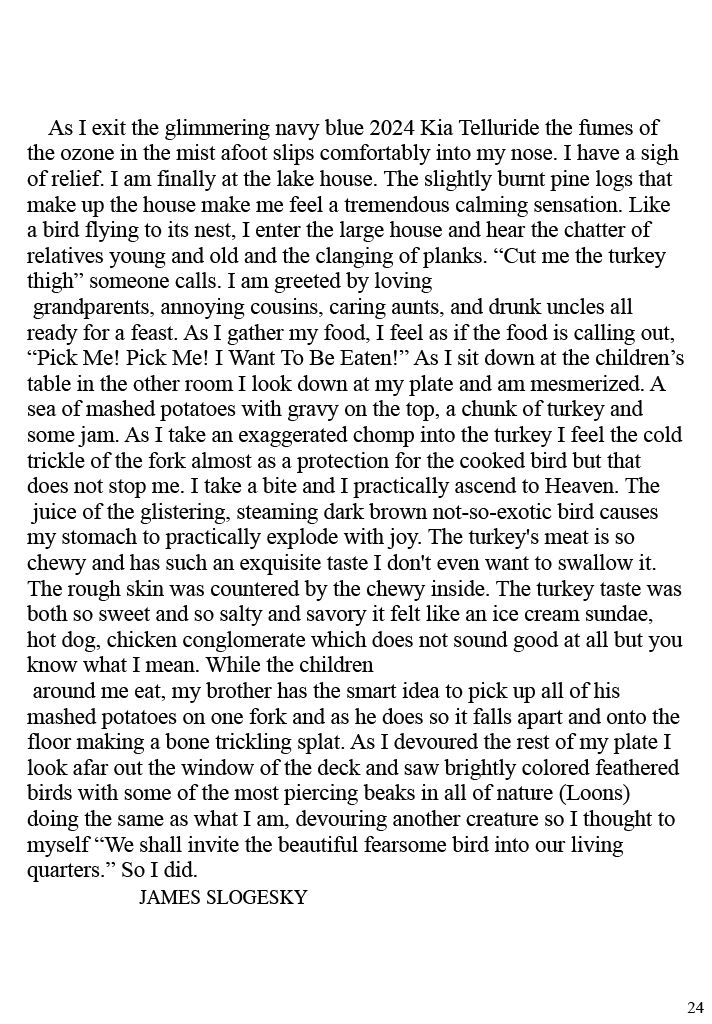 As I exit the glimmering navy blue 2024 Kia Telluride the fumes of
the ozone in the mist afoot slips comfortably into my nose. I have a sigh
of relief. I am finally at the lake house. The slightly burnt pine logs that
make up the house make me feel a tremendous calming sensation. Like
a bird flying to its nest, I enter the large house and hear the chatter of
relatives young and old and the clanging of planks. “Cut me the turkey
thigh” someone calls. I am greeted by loving
grandparents, annoying cousins, caring aunts, and drunk uncles all
ready for a feast. As I gather my food, I feel as if the food is calling out,
“Pick Me! Pick Me! I Want To Be Eaten!” As I sit down at the children’s
table in the other room I look down at my plate and am mesmerized. A
sea of mashed potatoes with gravy on the top, a chunk of turkey and
some jam. As I take an exaggerated chomp into the turkey I feel the cold
trickle of the fork almost as a protection for the cooked bird but that
does not stop me. I take a bite and I practically ascend to Heaven. The
juice of the glistering, steaming dark brown not-so-exotic bird causes
my stomach to practically explode with joy. The turkey's meat is so
chewy and has such an exquisite taste I don't even want to swallow it.
The rough skin was countered by the chewy inside. The turkey taste was
both so sweet and so salty and savory it felt like an ice cream sundae,
hot dog, chicken conglomerate which does not sound good at all but you
know what I mean. While the children
around me eat, my brother has the smart idea to pick up all of his
mashed potatoes on one fork and as he does so it falls apart and onto the
floor making a bone trickling splat. As I devoured the rest of my plate I
look afar out the window of the deck and saw brightly colored feathered
birds with some of the most piercing beaks in all of nature (Loons)
doing the same as what I am, devouring another creature so I thought to
myself “We shall invite the beautiful fearsome bird into our living
quarters.” So I did.
JAMES SLOGESKY
24